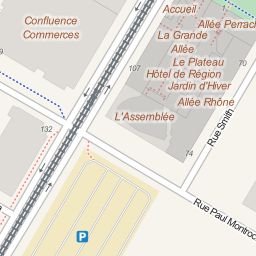 Accueil
Allée Perrach
La Grande
Allée
Le Plateau
Hôtel de Région
Jardin d'Hiver
Allée Rhône
Confluence
Commerces
107
L'Assemblée
132
74
Rue Smith
Rue Paul Montroc
P